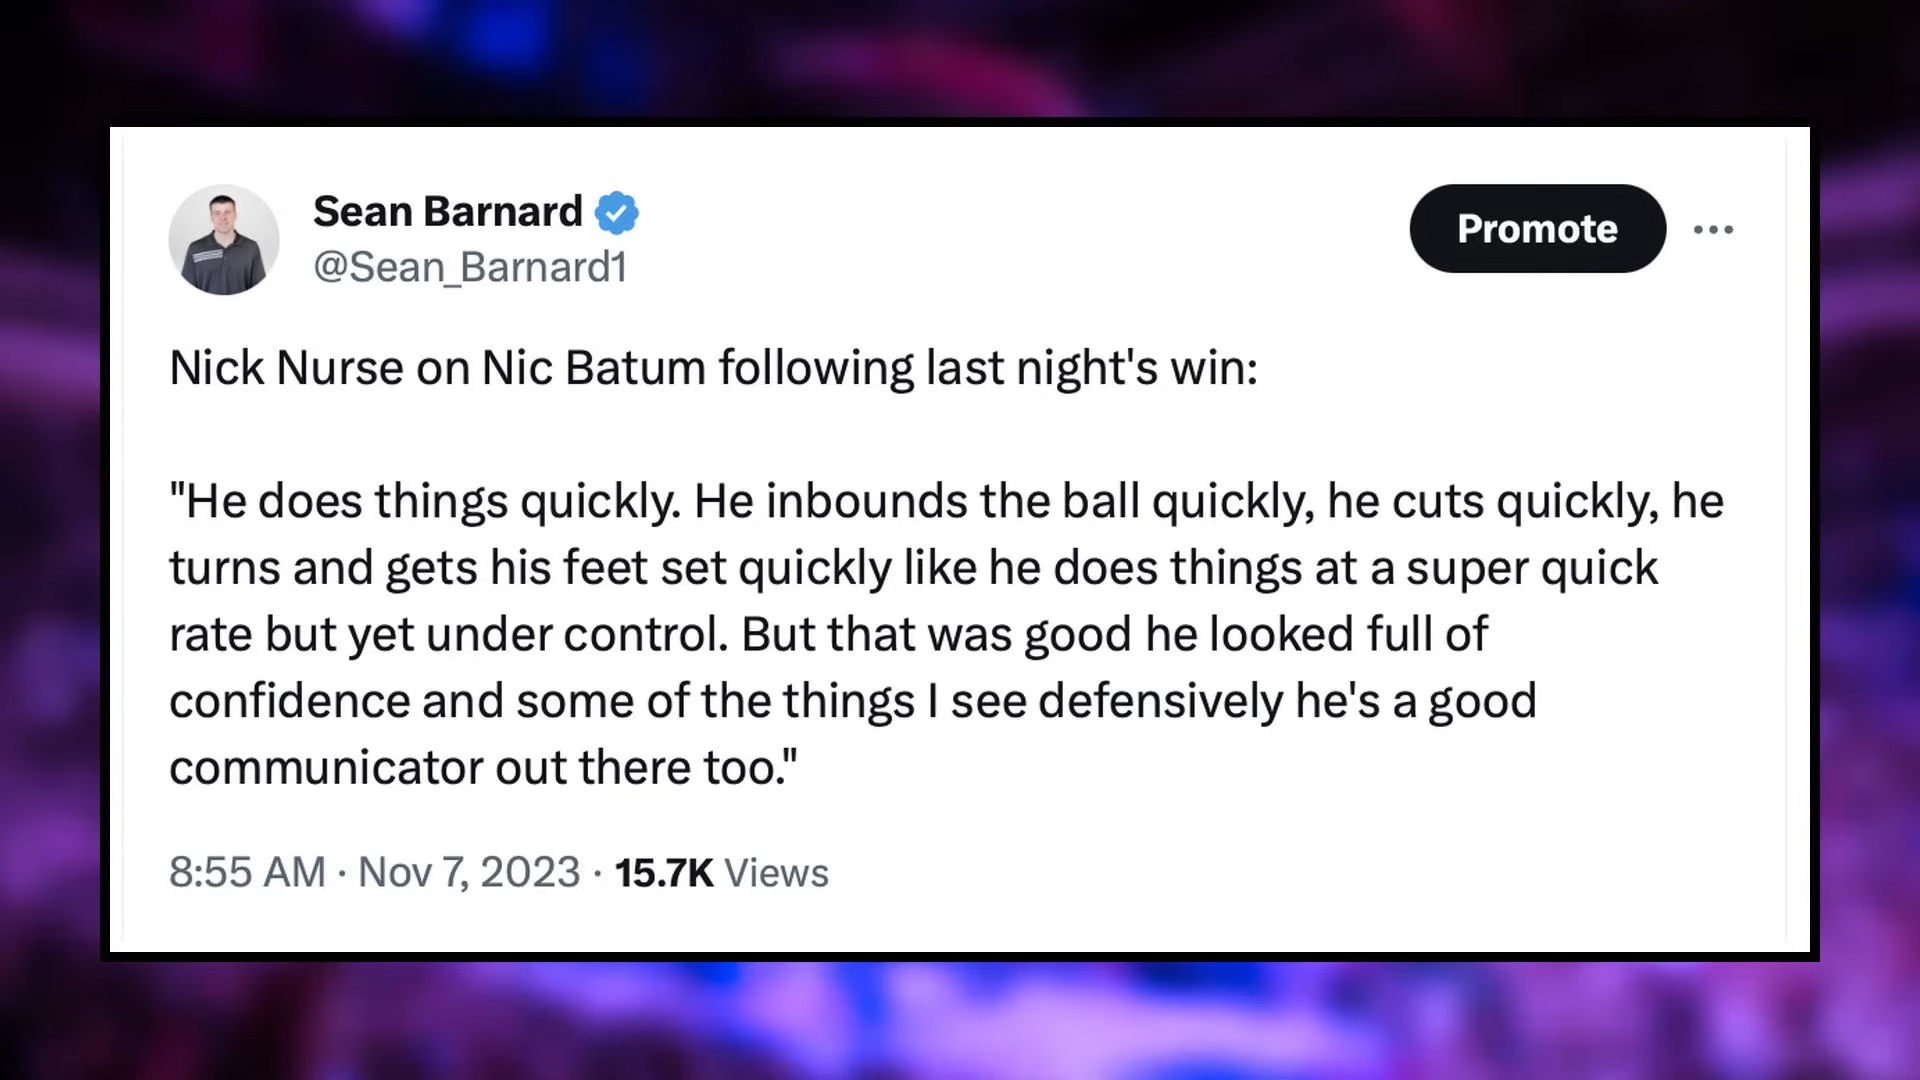 Sean Barnard
@Sean_Barnard1
Promote
Nick Nurse on Nic Batum following last night's win:
"He does things quickly. He inbounds the ball quickly, he cuts quickly, he
turns and gets his feet set quickly like he does things at a super quick
rate but yet under control. But that was good he looked full of
confidence and some of the things I see defensively he's a good
communicator out there too."
8:55 AM · Nov 7, 2023 · 15.7K Views